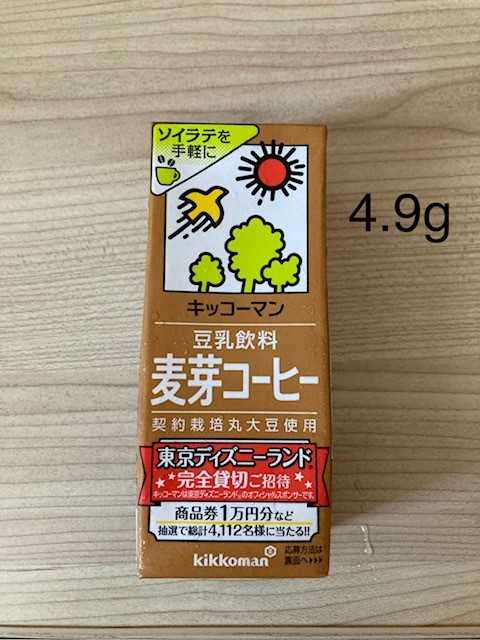 ソイラテを
手軽に
4.9g
キッコーマン
豆乳飲料
麦芽コーヒー
契約栽培丸大豆使用
東京ディズニーランド®
完全貸切ご招待
キッコーマンは東京ディズニーランド®のオフィシャルスポンサーです。
商品券1万円分など
抽選で総計4,112名様に当たる!!
kikkoman
応募方法は
裏面へ>>>